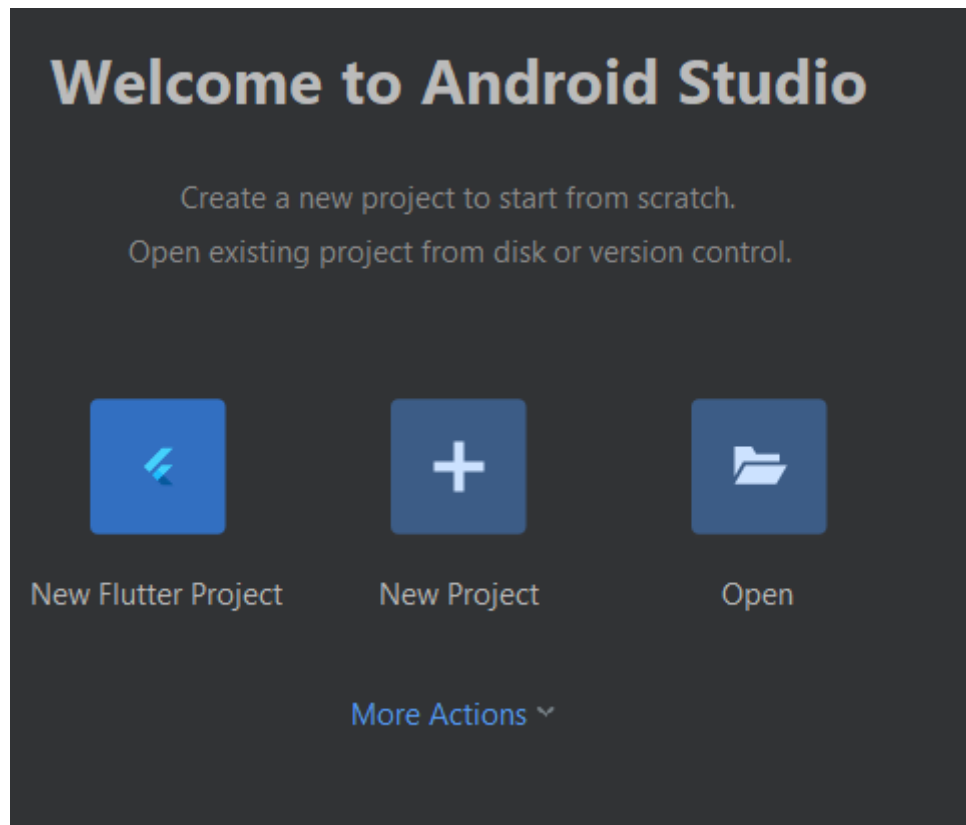 Welcome to Android Studio
Create a new project to start from scratch.
Open existing project from disk or version control.
New Flutter Project
New Project
Open
More Actions